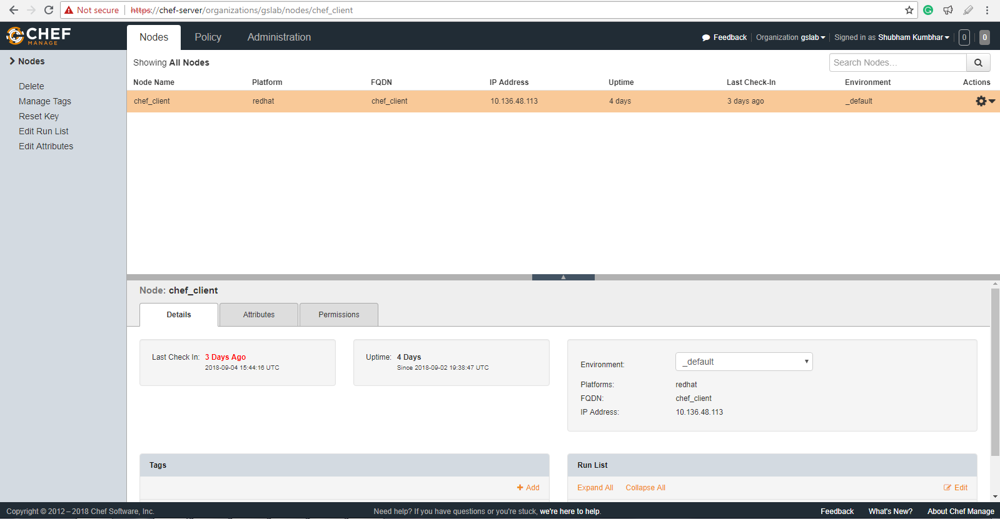 Not secure https://chef-server/organizations/gslab/nodes/chef_client
CHEF
MANAGE
Nodes Policy Administration
Feedback Organization gslab Signed in as Shubham Kumbhar 0 0
Nodes
Delete
Manage Tags
Reset Key
Edit Run List
Edit Attributes
Showing All Nodes
Search Nodes...
Node Name Platform FQDN IP Address Uptime Last Check-In Environment Actions
chef_client redhat chef_client 10.136.48.113 4 days 3 days ago _default
Node: chef_client
Details Attributes Permissions
Last Check In: 3 Days Ago
2018-09-04 15:44:16 UTC
Uptime: 4 Days
Since 2018-09-02 19:38:47 UTC
Environment: _default
Platforms: redhat
FQDN: chef_client
IP Address: 10.136.48.113
Tags
Add
Run List
Expand All Collapse All Edit
Copyright © 2012 – 2018 Chef Software, Inc. Need help? If you have questions or you're stuck, we're here to help. Feedback What's New? About Chef Manage